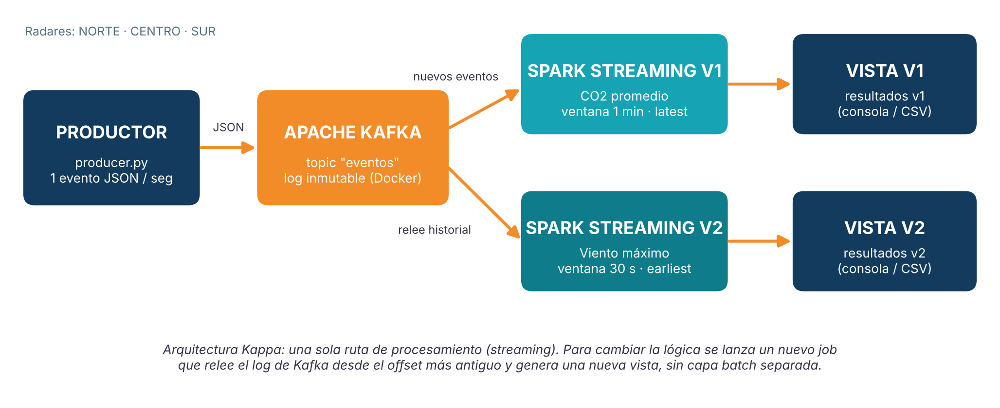 Radares: NORTE · CENTRO · SUR
PRODUCTOR
producer.py
1 evento JSON / seg
JSON
APACHE KAFKA
topic "eventos"
log inmutable (Docker)
nuevos eventos
SPARK STREAMING V1
CO2 promedio
ventana 1 min · latest
VISTA V1
resultados v1
(consola / CSV)
relee historial
SPARK STREAMING V2
Viento máximo
ventana 30 s · earliest
VISTA V2
resultados v2
(consola / CSV)
Arquitectura Kappa: una sola ruta de procesamiento (streaming). Para cambiar la lógica se lanza un nuevo job
que relee el log de Kafka desde el offset más antiguo y genera una nueva vista, sin capa batch separada.